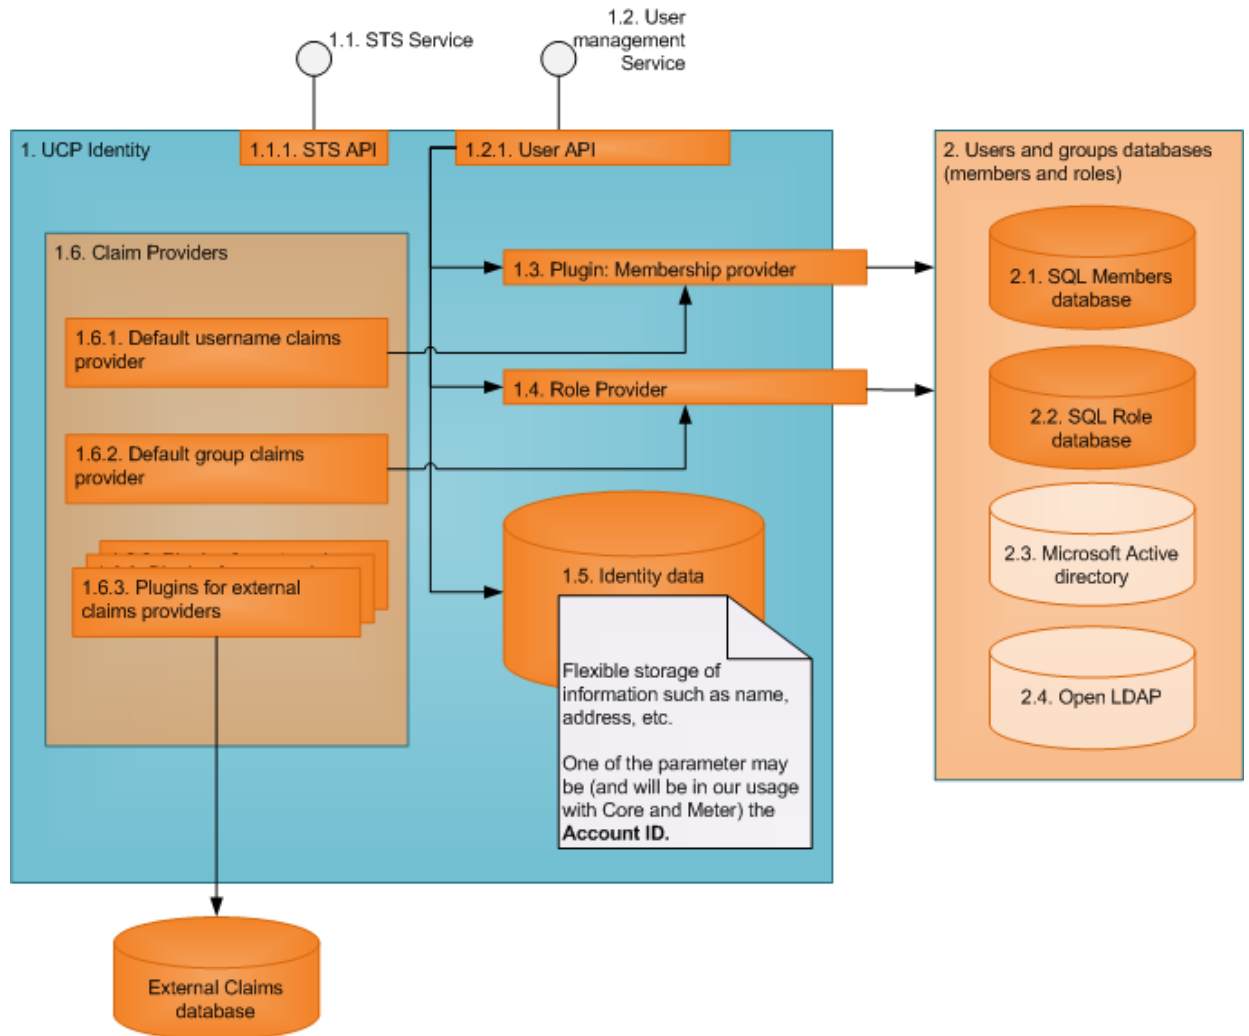 1.1. STS Service
1.2. User
management
Service
1. UCP Identity
1.1.1. STS API
1.2.1. User API
2. Users and groups databases
(members and roles)
1.6. Claim Providers
1.3. Plugin: Membership provider
2.1. SQL Members
database
1.6.1. Default username claims
provider
1.4. Role Provider
2.2. SQL Role
database
1.6.2. Default group claims
provider
2.3. Microsoft Active
directory
1.5. Identity data
1.6.3. Plugins for external
claims providers
2.4. Open LDAP
Flexible storage of
information such as name,
address, etc.
One of the parameter may
be (and will be in our usage
with Core and Meter) the
Account ID.
External Claims
database